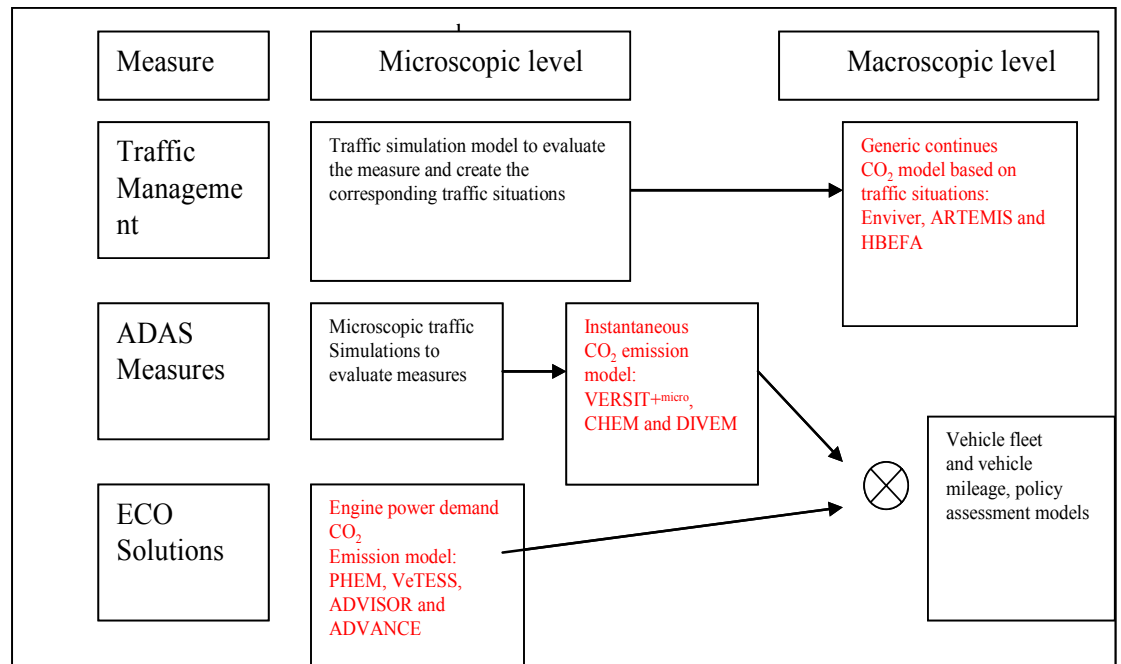 Measure
Microscopic level
Macroscopic level
Traffic
Manageme
nt
Traffic simulation model to evaluate
the measure and create the
corresponding traffic situations
Generic continues
CO₂ model based on
traffic situations:
Enviver, ARTEMIS and
HBEFA
ADAS
Measures
Microscopic traffic
Simulations to
evaluate measures
Instantaneous
CO₂ emission
model:
VERSIT+ᵐⁱᶜʳᵒ,
CHEM and DIVEM
Vehicle fleet
and vehicle
mileage, policy
assessment models
ECO
Solutions
Engine power demand
CO₂
Emission model:
PHEM, VeTESS,
ADVISOR and
ADVANCE